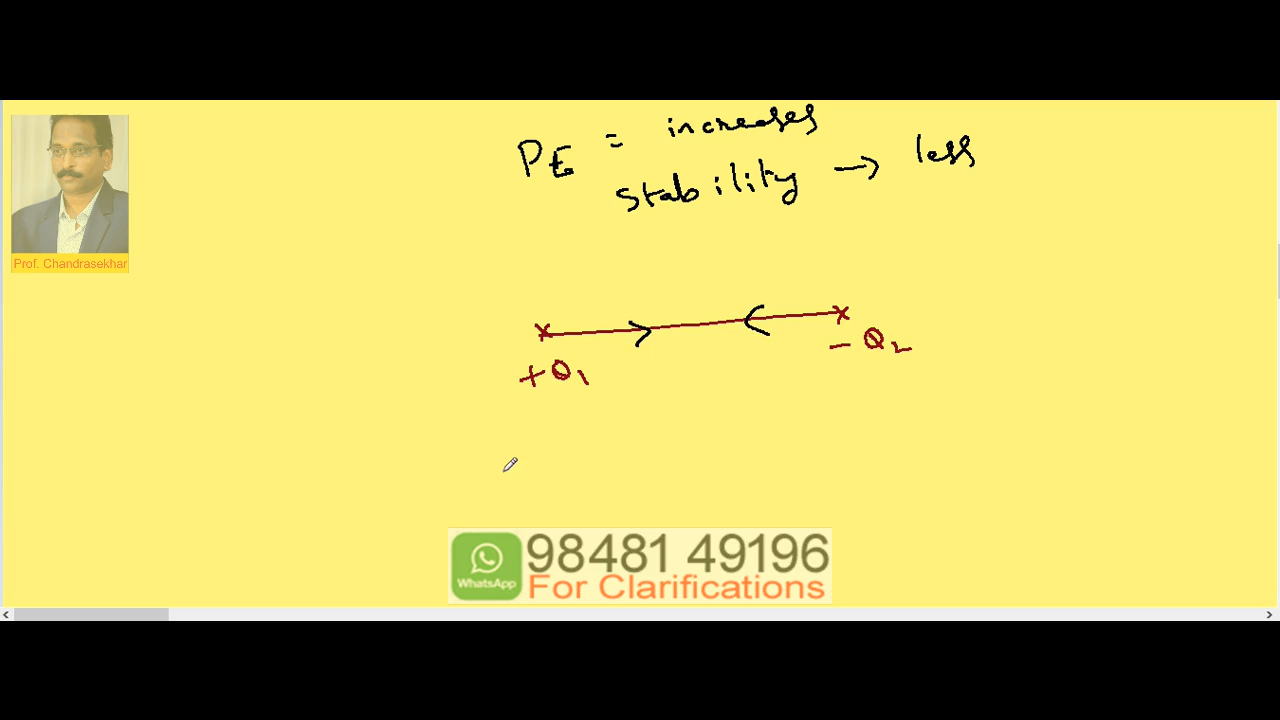 PE = increases
stability → less
Prof. Chandrasekhar
+Q1
-Q2
98481 49196
WhatsApp
For Clarifications